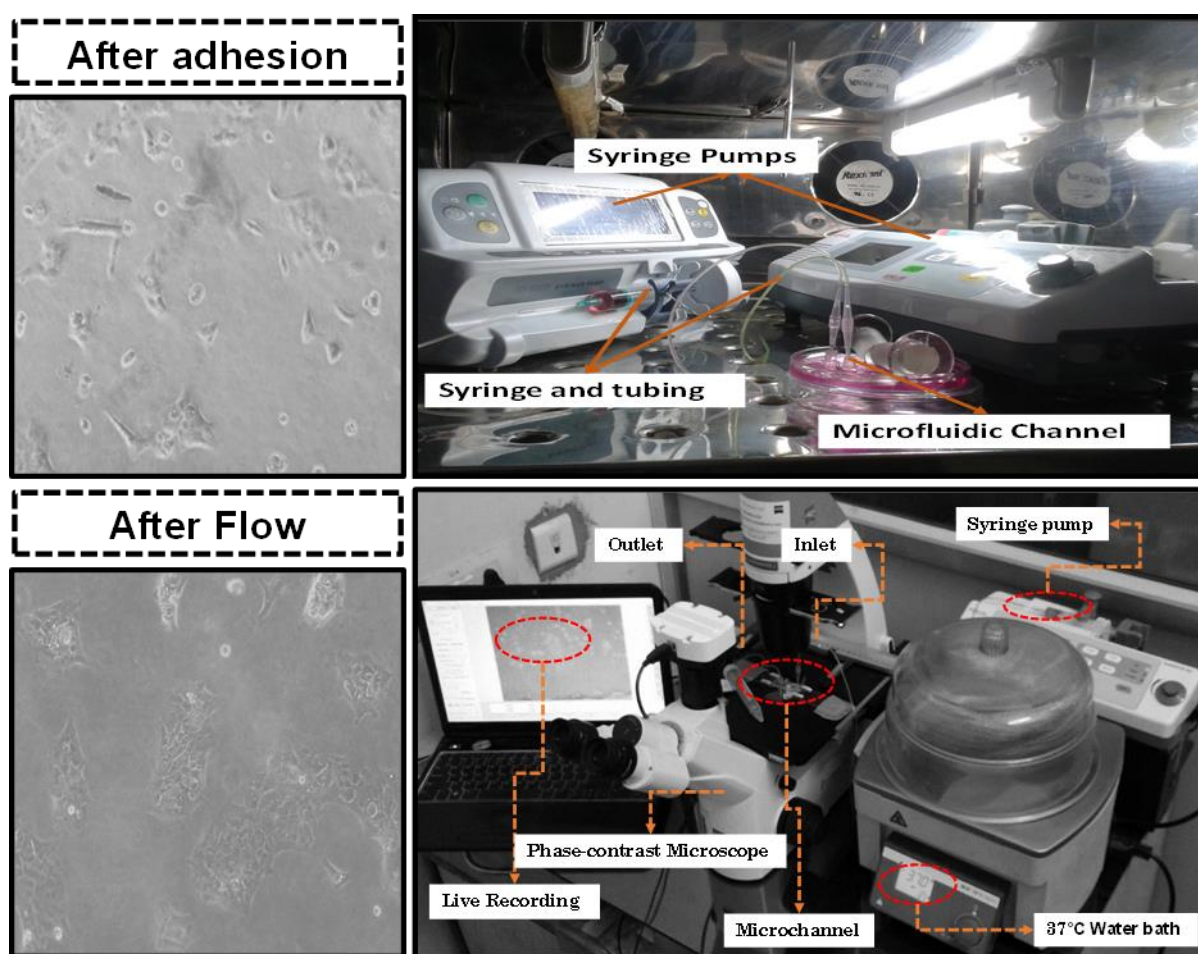 After adhesion
Syringe Pumps
Syringe and tubing
Microfluidic Channel
After Flow
Outlet
Inlet
Syringe pump
Phase-contrast Microscope
Live Recording
Microchannel
37°C Water bath